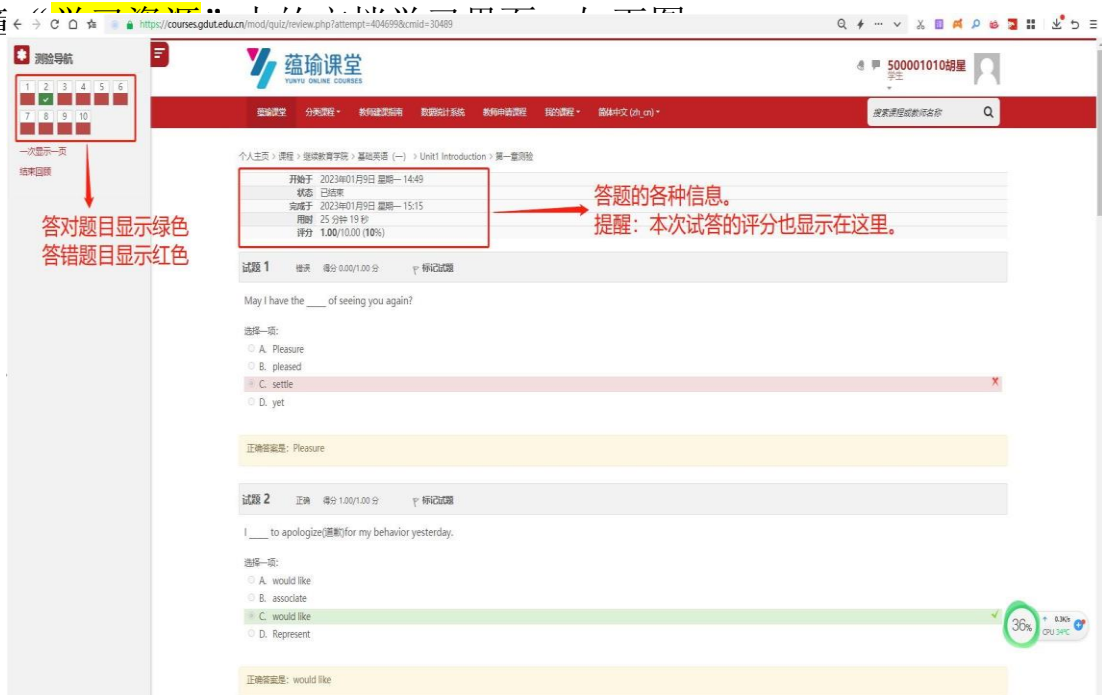 https://courses.gdut.edu.cn/mod/quiz/review.php?attempt=404699&cmid=30489
测验导航
1 2 3 4 5 6
7 8 9 10
一次显示一页
结束回顾
答对题目显示绿色
答错题目显示红色
蕴瑜课堂
YUNYU ONLINE COURSES
500001010胡星
学生
蕴瑜课堂 分类课程 教师建课指南 数据统计系统 教师申请课程 我的课程 简体中文 (zh_cn)
搜索课程或教师名称
个人主页 > 课程 > 继续教育学院 > 基础英语（一） > Unit1 Introduction > 第一章测验
开始于 2023年01月9日 星期一 14:49
状态 已结束
完成于 2023年01月9日 星期一 15:15
用时 25 分钟 19 秒
评分 1.00/10.00 (10%)
答题的各种信息。
提醒：本次试答的评分也显示在这里。
试题 1 错误 得分 0.00/1.00 分 标记试题
May I have the ____ of seeing you again?
选择一项:
A. Pleasure
B. pleased
C. settle
D. yet
正确答案是：Pleasure
试题 2 正确 得分 1.00/1.00 分 标记试题
I ____ to apologize(道歉)for my behavior yesterday.
选择一项:
A. would like
B. associate
C. would like
D. Represent
正确答案是：would like
36%
0.3K/s
CPU 34℃